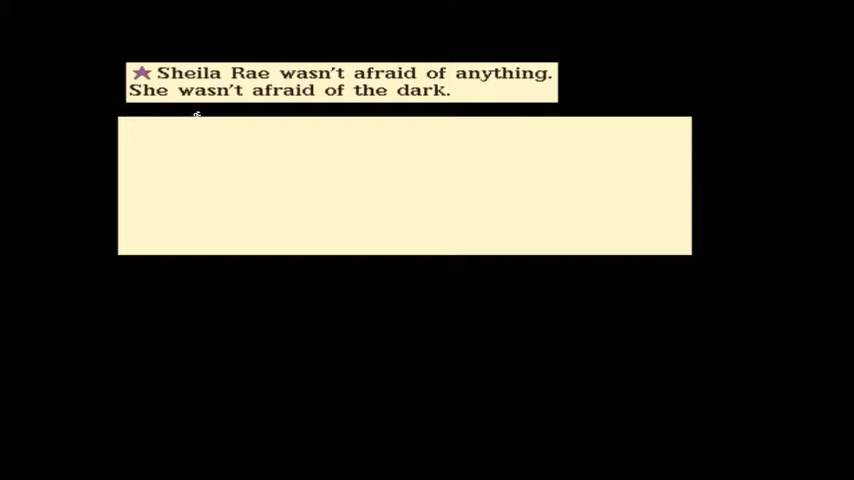 Sheila Rae wasn't afraid of anything.
She wasn't afraid of the dark.